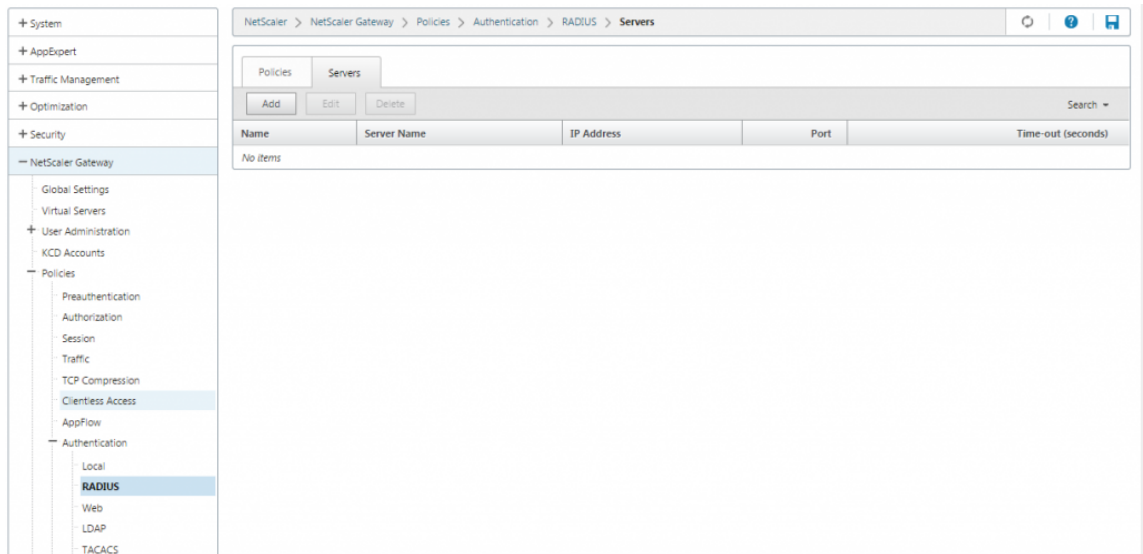 + System
+ AppExpert
+ Traffic Management
+ Optimization
+ Security
− NetScaler Gateway
Global Settings
Virtual Servers
+ User Administration
KCD Accounts
− Policies
Preauthentication
Authorization
Session
Traffic
TCP Compression
Clientless Access
AppFlow
− Authentication
Local
RADIUS
Web
LDAP
TACACS
NetScaler > NetScaler Gateway > Policies > Authentication > RADIUS > Servers
Policies Servers
Add Edit Delete Search
Name Server Name IP Address Port Time-out (seconds)
No items